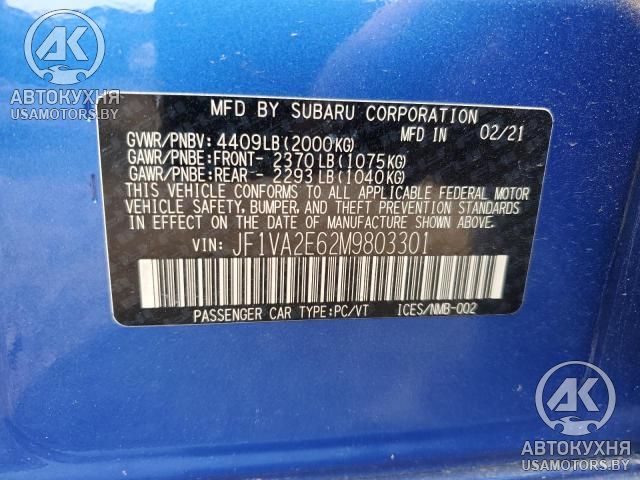 AK
АВТОКУХНЯ
USAMOTORS.BY
MFD BY SUBARU CORPORATION
MFD IN 02/21
GVWR/PNBV: 4409LB(2000KG)
GAWR/PNBE:FRONT- 2370LB(1075KG)
GAWR/PNBE:REAR - 2293LB(1040KG)
THIS VEHICLE CONFORMS TO ALL APPLICABLE FEDERAL MOTOR
VEHICLE SAFETY, BUMPER, AND THEFT PREVENTION STANDARDS
IN EFFECT ON THE DATE OF MANUFACTURE SHOWN ABOVE.
VIN: JF1VA2E62M9803301
PASSENGER CAR TYPE:PC/VT ICES/NMB-002
AK
АВТОКУХНЯ
USAMOTORS.BY